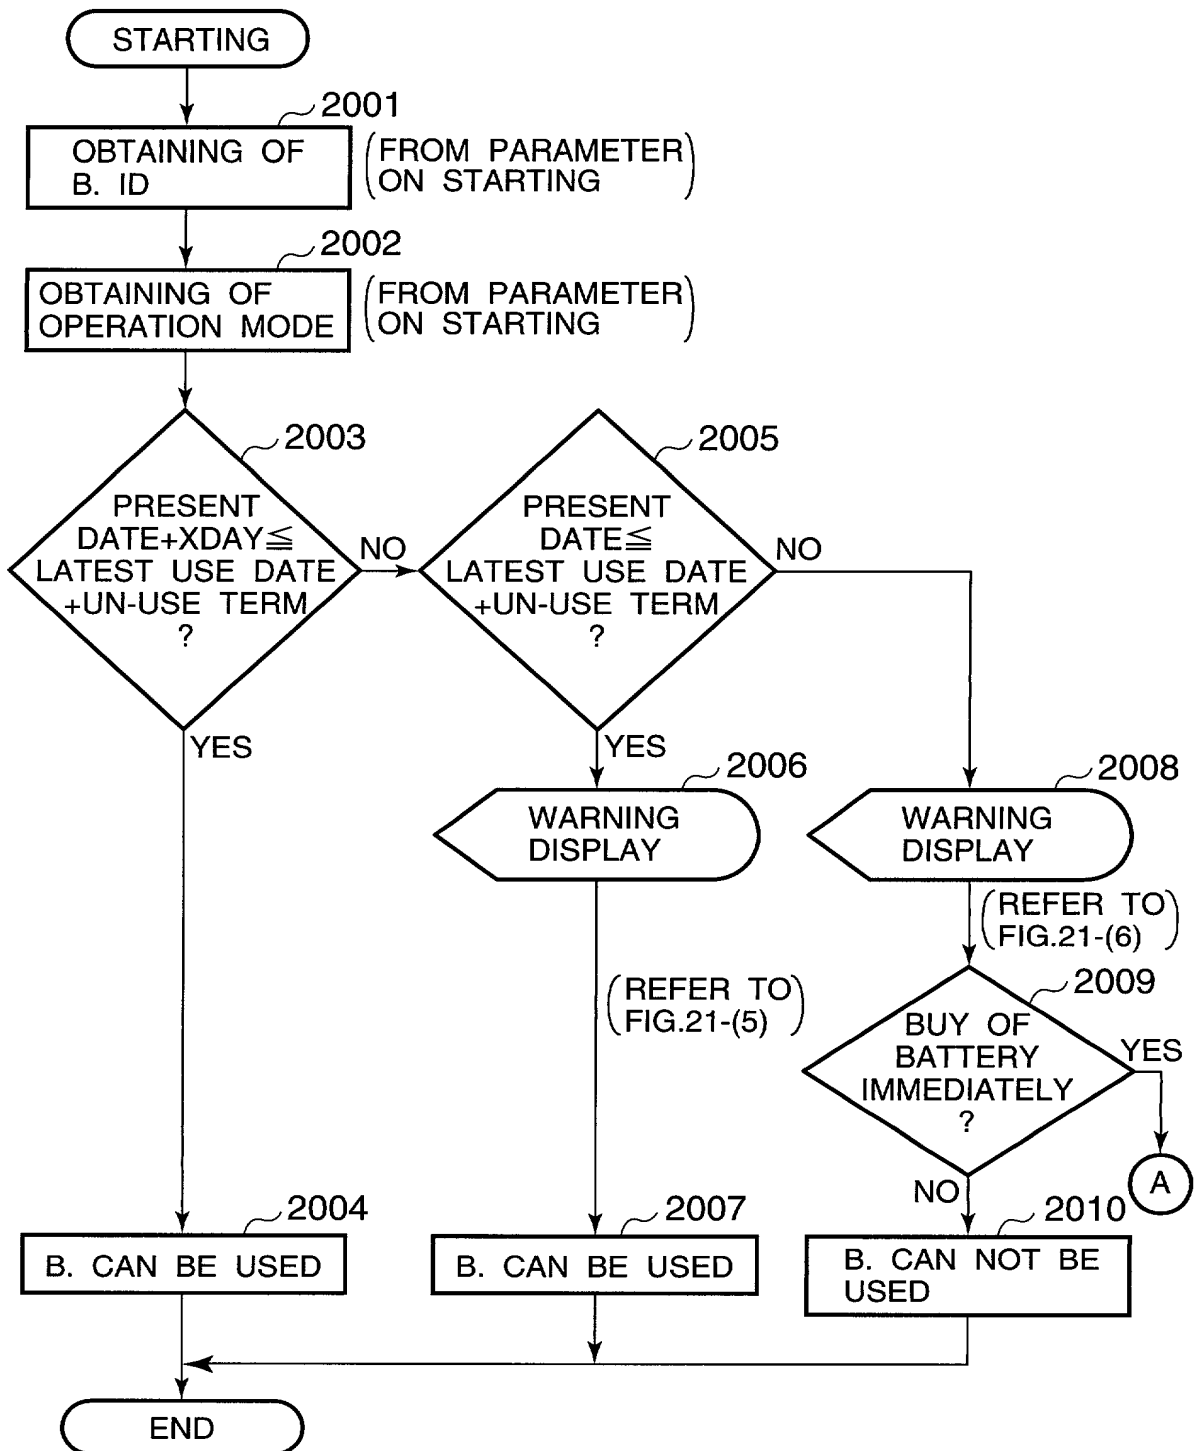 STARTING
2001
OBTAINING OF
B. ID
(FROM PARAMETER
ON STARTING)
2002
OBTAINING OF
OPERATION MODE
(FROM PARAMETER
ON STARTING)
2003
PRESENT
DATE+XDAY≦
LATEST USE DATE
+UN-USE TERM
?
NO
YES
2005
PRESENT
DATE≦
LATEST USE DATE
+UN-USE TERM
?
NO
YES
2006
WARNING
DISPLAY
(REFER TO
FIG.21-(5))
2008
WARNING
DISPLAY
(REFER TO
FIG.21-(6))
2009
BUY OF
BATTERY
IMMEDIATELY
?
YES
A
NO
2004
B. CAN BE USED
2007
B. CAN BE USED
2010
B. CAN NOT BE
USED
END